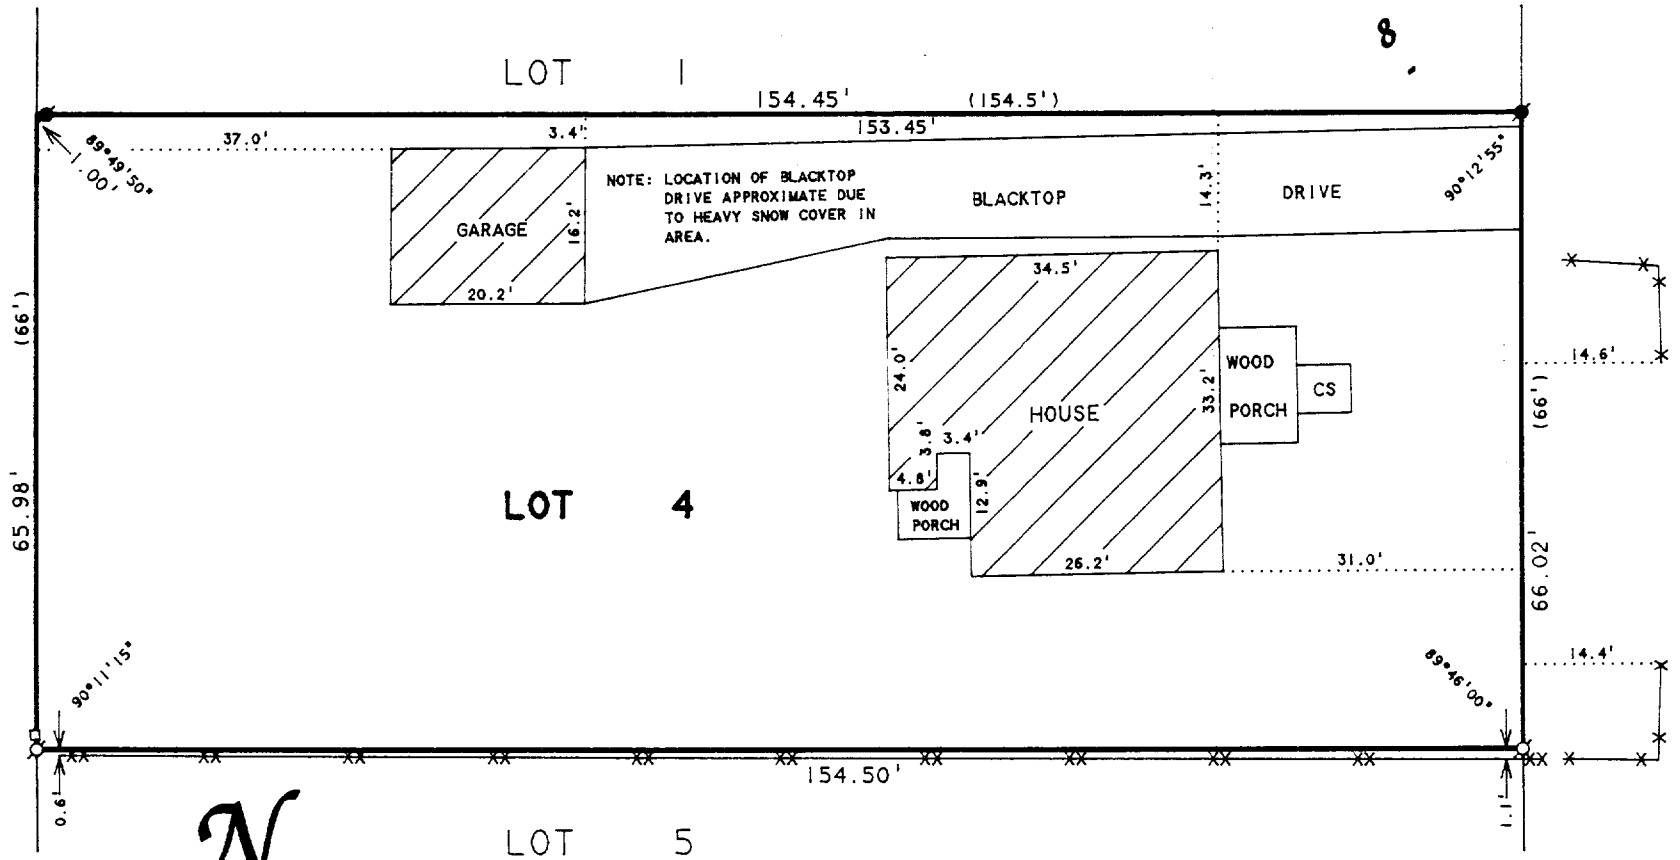 8
LOT 1
154.45' (154.5')
37.0' 3.4' 153.45'
89°49'50"
1.00'
90°12'55"
NOTE: LOCATION OF BLACKTOP
DRIVE APPROXIMATE DUE
TO HEAVY SNOW COVER IN
AREA.
BLACKTOP DRIVE
14.3'
GARAGE
16.2'
20.2'
34.5'
(66')
65.98'
24.0'
HOUSE
33.2'
WOOD
PORCH
CS
14.6'
(66')
66.02'
3.8'
3.4'
4.8'
12.9'
WOOD
PORCH
LOT 4
26.2'
31.0'
90°11'15"
89°46'00"
14.4'
154.50'
0.6'
1.1'
N
LOT 5